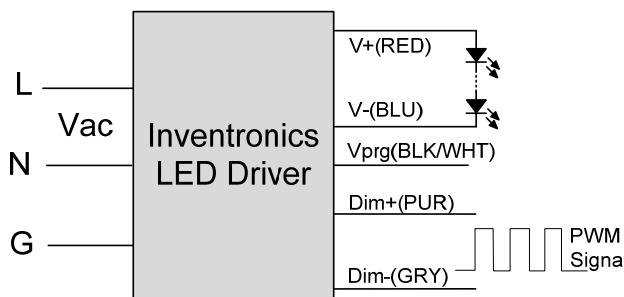 L
Vac
N
G
Inventronics
LED Driver
V+(RED)
V-(BLU)
Vprg(BLK/WHT)
Dim+(PUR)
Dim-(GRY)
PWM
Signa